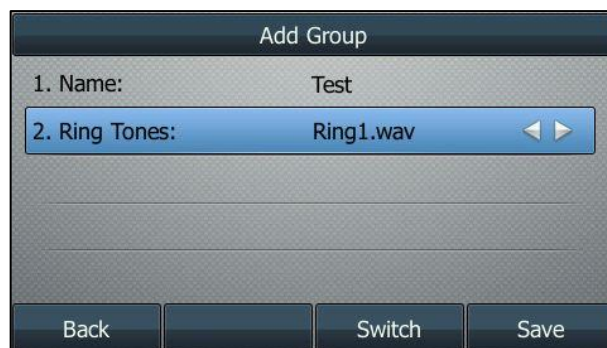 Add Group
1. Name: Test
2. Ring Tones: Ring1.wav
Back Switch Save